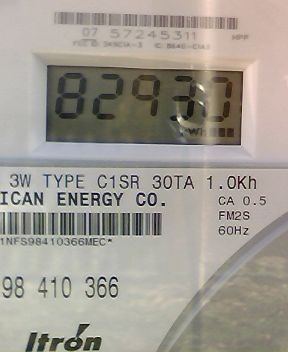 07 57245311
82930
kWh
3W TYPE C1SR 30TA 1.0Kh
ICAN ENERGY CO.
CA 0.5
FM2S
60Hz
1NFS98410366MEC*
98 410 366
Itron